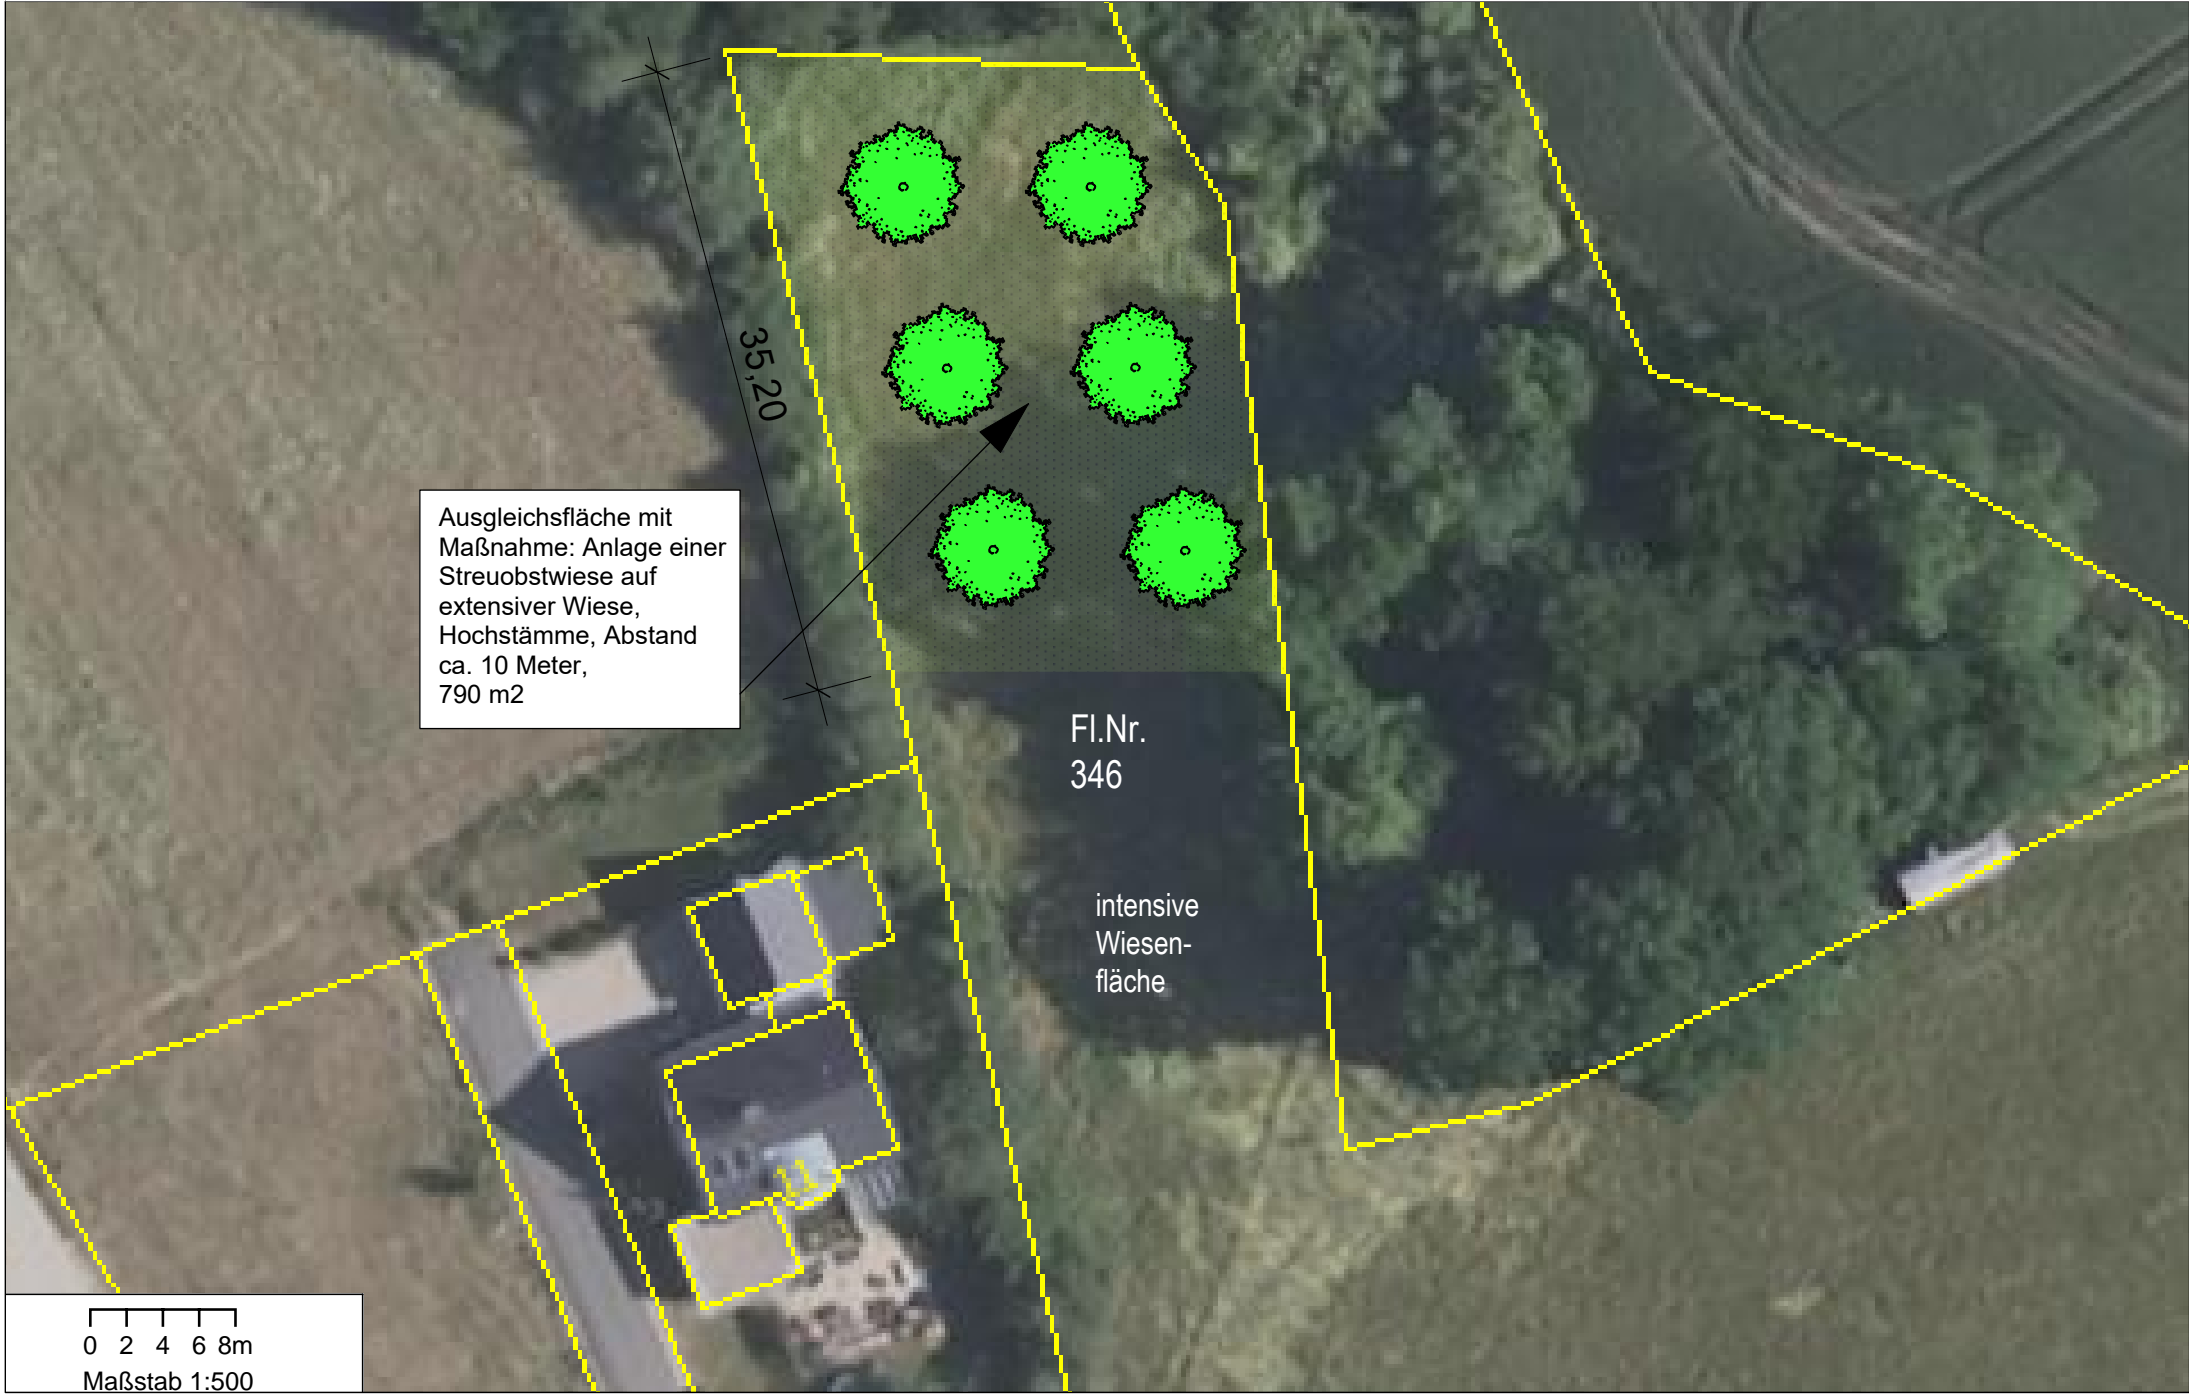 35,20
Ausgleichsfläche mit
Maßnahme: Anlage einer
Streuobstwiese auf
extensiver Wiese,
Hochstämme, Abstand
ca. 10 Meter,
790 m2
Fl.Nr.
346
intensive
Wiesen-
fläche
11
0 2 4 6 8m
Maßstab 1:500